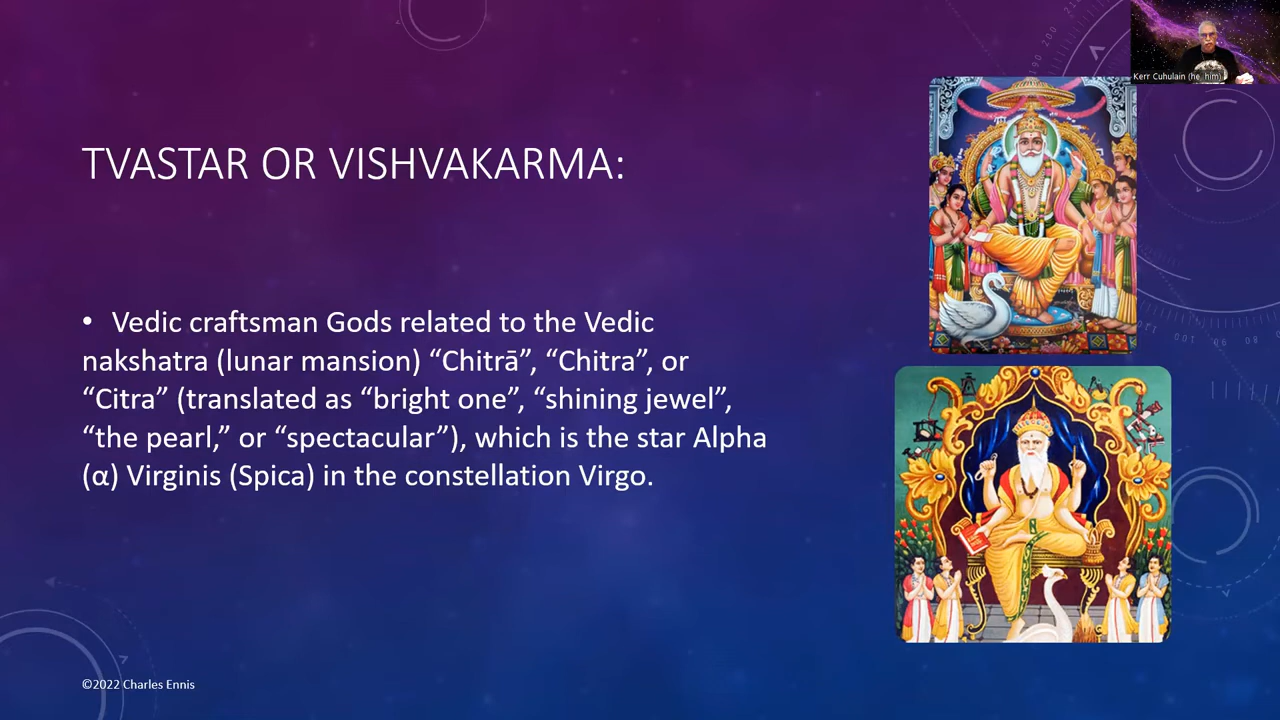 Kerr Cuhulain (he_him)
TVASTAR OR VISHVAKARMA:
• Vedic craftsman Gods related to the Vedic
nakshatra (lunar mansion) “Chitrā”, “Chitra”, or
“Citra” (translated as “bright one”, “shining jewel”,
“the pearl,” or “spectacular”), which is the star Alpha
(α) Virginis (Spica) in the constellation Virgo.
©2022 Charles Ennis